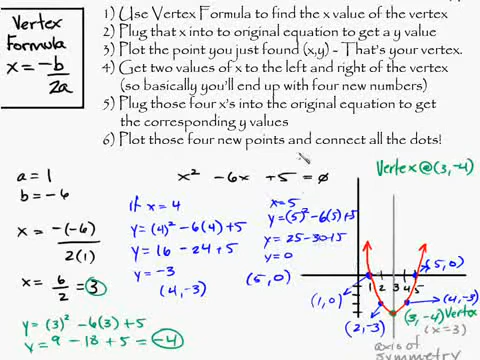 Vertex
Formula
x = -b
2a
1) Use Vertex Formula to find the x value of the vertex
2) Plug that x into to original equation to get a y value
3) Plot the point you just found (x,y) - That's your vertex.
4) Get two values of x to the left and right of the vertex
(so basically you'll end up with four new numbers)
5) Plug those four x's into the original equation to get
the corresponding y values
6) Plot those four new points and connect all the dots!
x² - 6x + 5 = 0
Vertex @ (3, -4)
a = 1
b = -6
x = -(-6)
2(1)
x = 6
2 = 3
y = (3)² - 6(3) + 5
y = 9 - 18 + 5 = -4
if x = 4
y = (4)² - 6(4) + 5
y = 16 - 24 + 5
y = -3
(4, -3)
x = 5
y = (5)² - 6(5) + 5
y = 25 - 30 + 5
y = 0
(5, 0)
(5, 0)
1 2 3 4 5
(1, 0)
(4, -3)
(2, -3)
(3, -4) Vertex
(x = 3)
axis of
symmetry